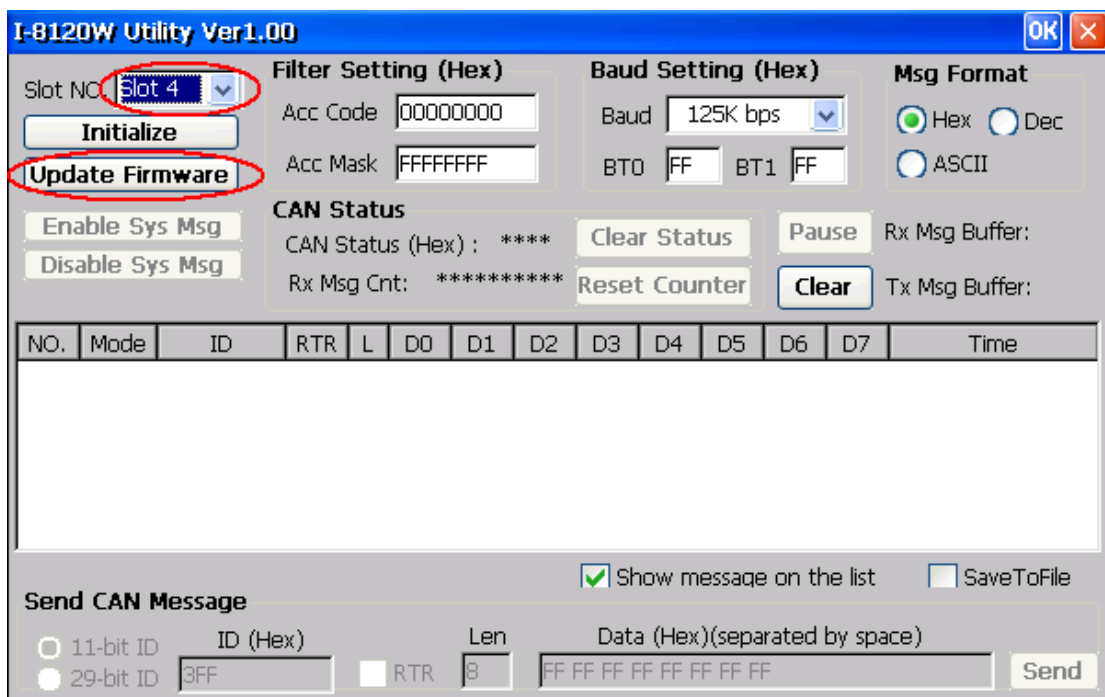 I-8120W Utility Ver1.00 OK
Slot NO. Slot 4
Initialize
Update Firmware
Enable Sys Msg
Disable Sys Msg
Filter Setting (Hex)
Acc Code 00000000
Acc Mask FFFFFFFF
Baud Setting (Hex)
Baud 125K bps
BT0 FF BT1 FF
Msg Format
Hex Dec
ASCII
CAN Status
CAN Status (Hex) : **** Clear Status
Rx Msg Cnt: ********** Reset Counter
Pause Rx Msg Buffer:
Clear Tx Msg Buffer:
NO. Mode ID RTR L D0 D1 D2 D3 D4 D5 D6 D7 Time
Show message on the list SaveToFile
Send CAN Message
11-bit ID
29-bit ID
ID (Hex)
3FF
RTR
Len
8
Data (Hex)(separated by space)
FF FF FF FF FF FF FF FF
Send